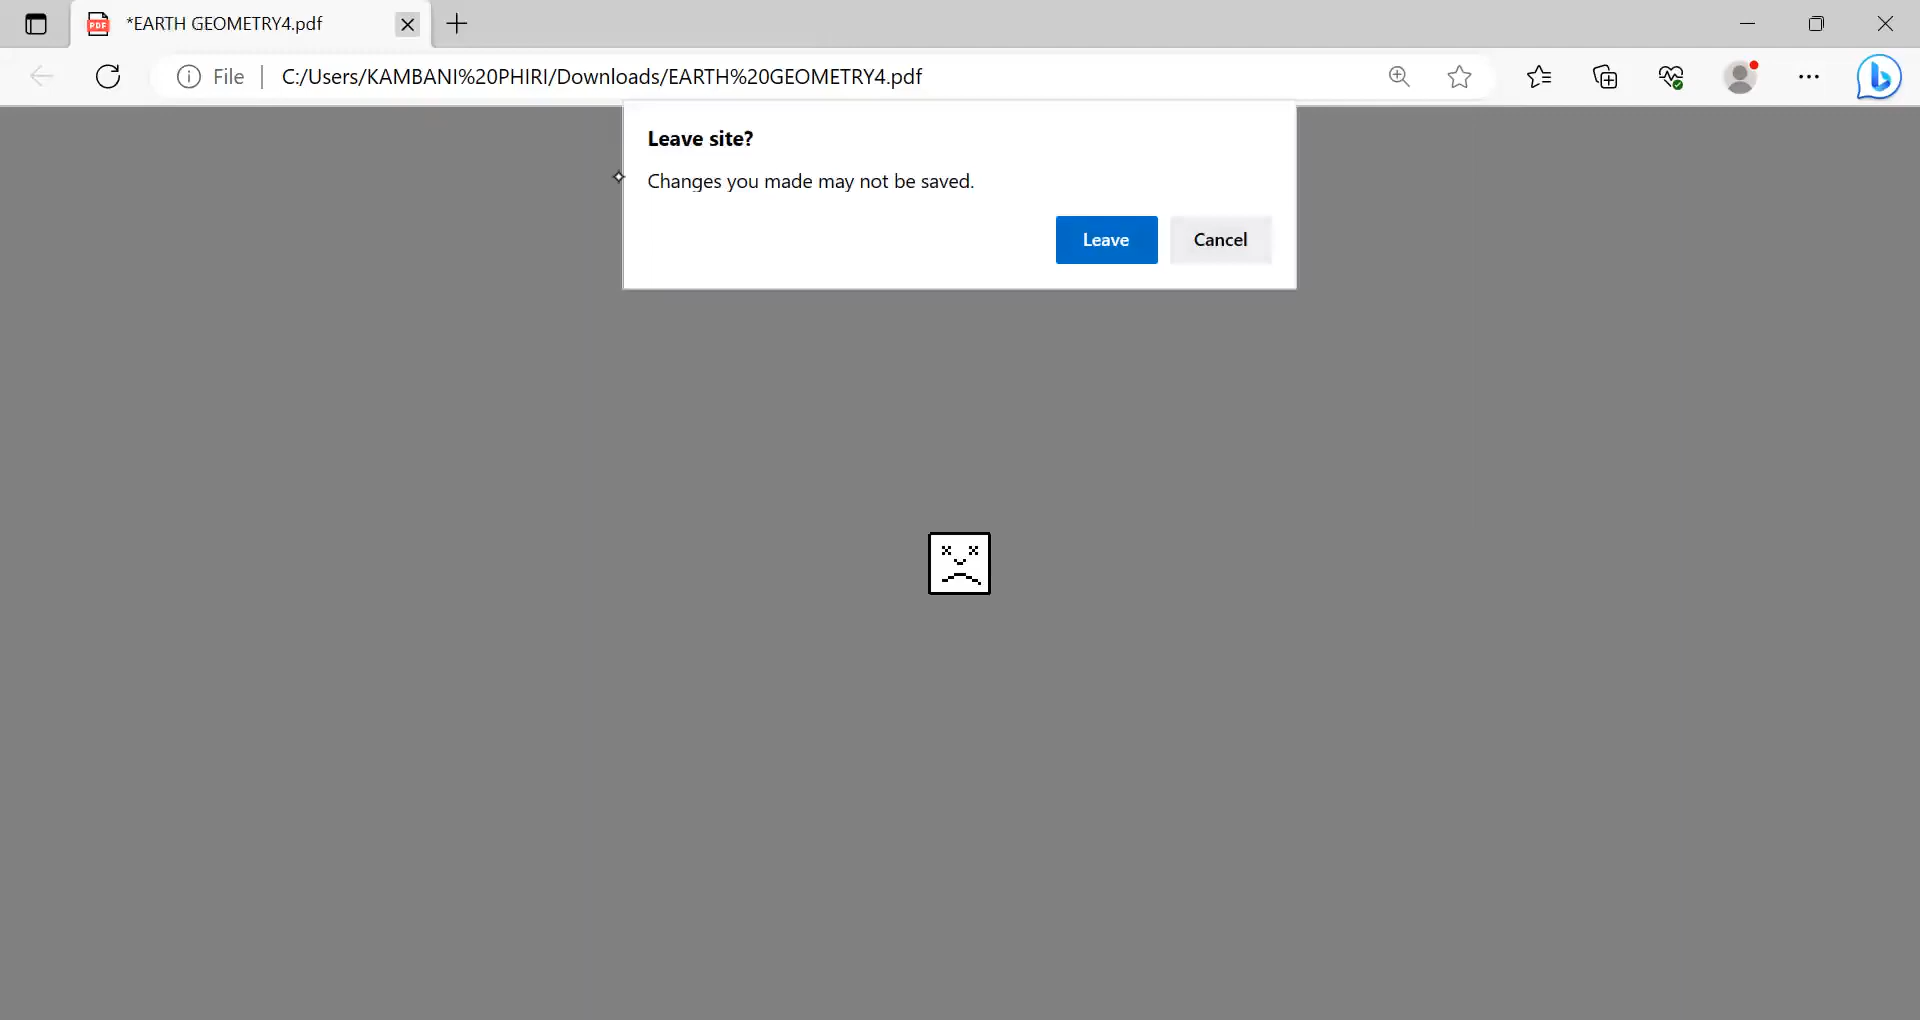 *EARTH GEOMETRY4.pdf
File C:/Users/KAMBANI%20PHIRI/Downloads/EARTH%20GEOMETRY4.pdf
Leave site?
Changes you made may not be saved.
Leave Cancel